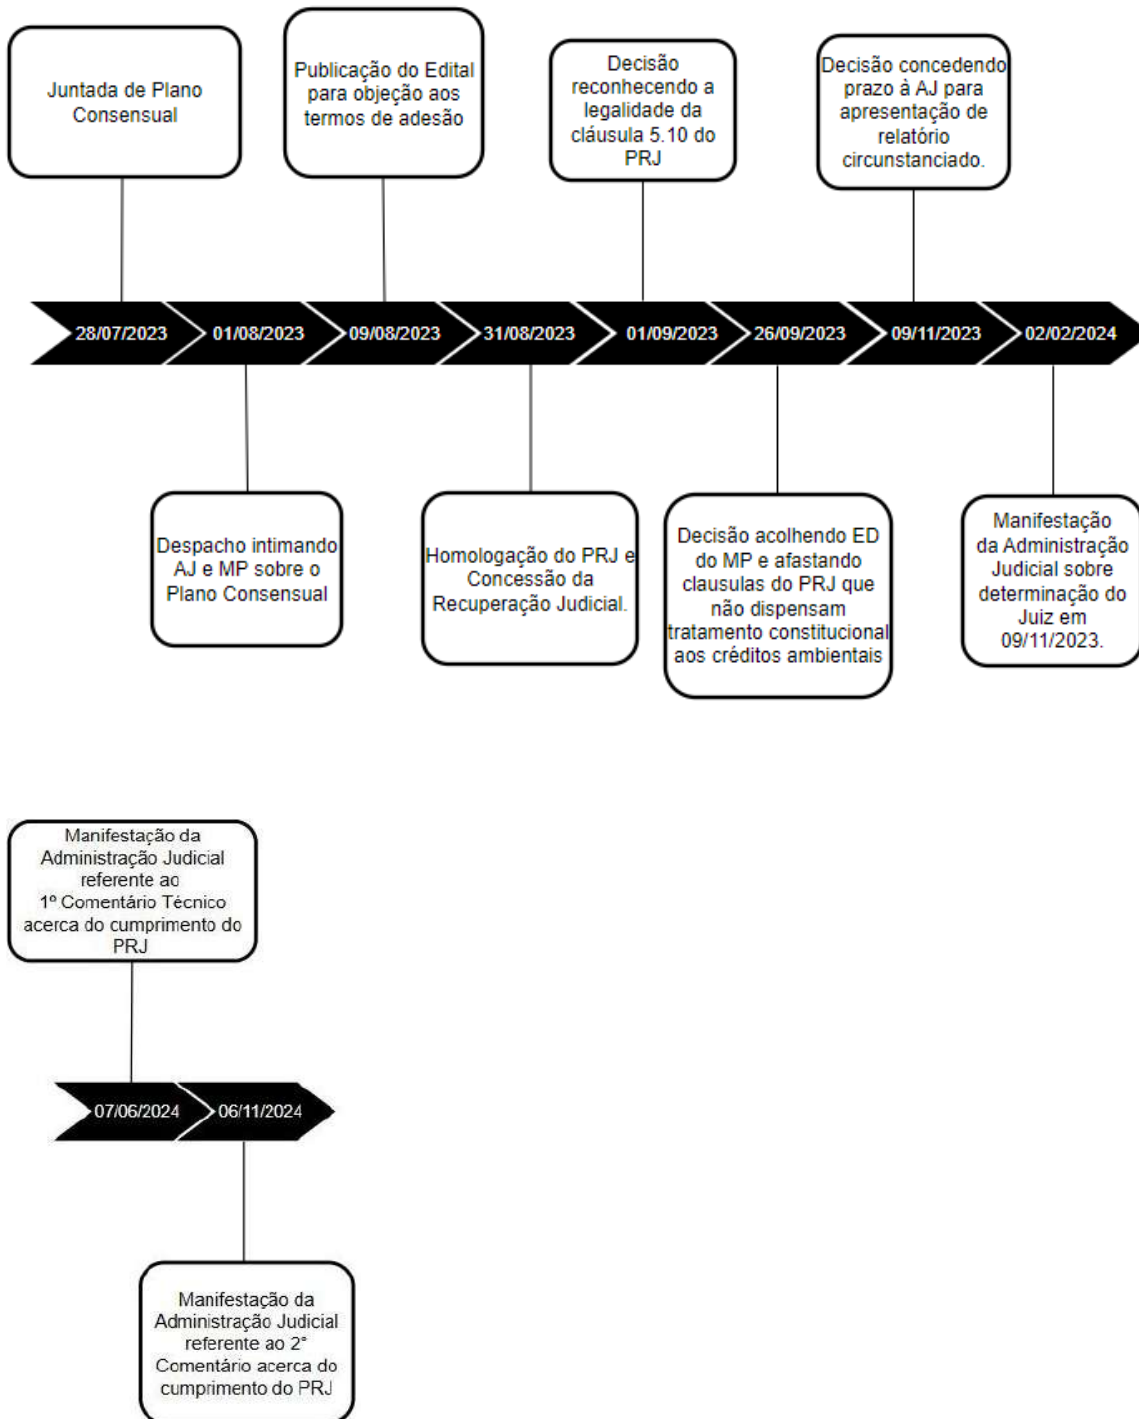 Juntada de Plano
Consensual
Publicação do Edital
para objeção aos
termos de adesão
Decisão
reconhecendo a
legalidade da
cláusula 5.10 do
PRJ
Decisão concedendo
prazo à AJ para
apresentação de
relatório
circunstanciado.
28/07/2023
01/08/2023
09/08/2023
31/08/2023
01/09/2023
26/09/2023
09/11/2023
02/02/2024
Despacho intimando
AJ e MP sobre o
Plano Consensual
Homologação do PRJ e
Concessão da
Recuperação Judicial.
Decisão acolhendo ED
do MP e afastando
clausulas do PRJ que
não dispensam
tratamento constitucional
aos créditos ambientais
Manifestação
da Administração
Judicial sobre
determinação do
Juiz em
09/11/2023.
Manifestação da
Administração Judicial
referente ao
1º Comentário Técnico
acerca do cumprimento do
PRJ
07/06/2024
06/11/2024
Manifestação da
Administração Judicial
referente ao 2°
Comentário acerca do
cumprimento do PRJ